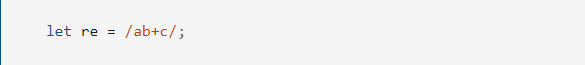 let re = /ab+c/;